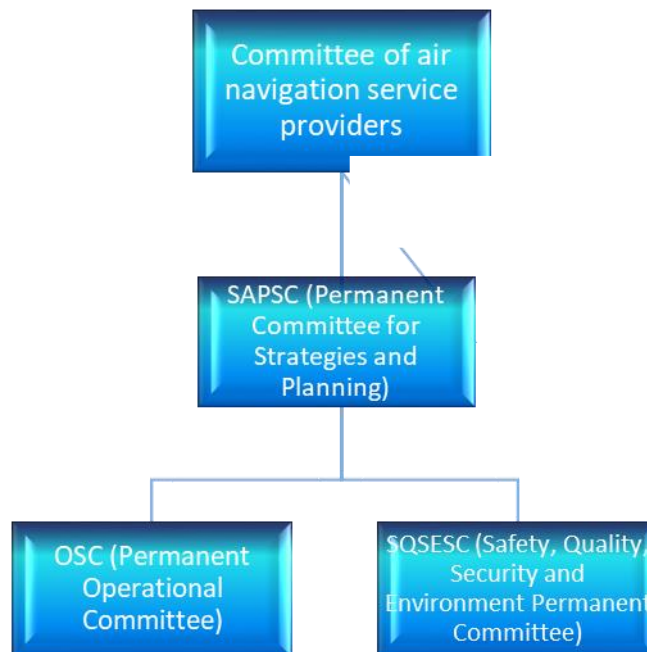 Committee of air
navigation service
providers
SAPSC (Permanent
Committee for
Strategies and
Planning)
OSC (Permanent
Operational
Committee)
SQSESC (Safety, Quality,
Security and
Environment Permanent
Committee)